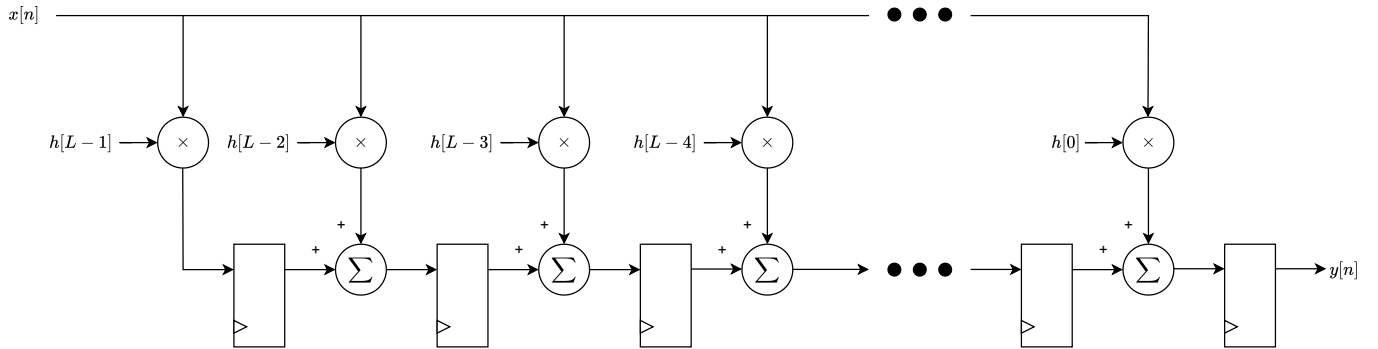 x[n]
h[L − 1]
×
h[L − 2]
×
h[L − 3]
×
h[L − 4]
×
h[0]
×
+
+
+
+
+
+
+
+
Σ
Σ
Σ
Σ
y[n]